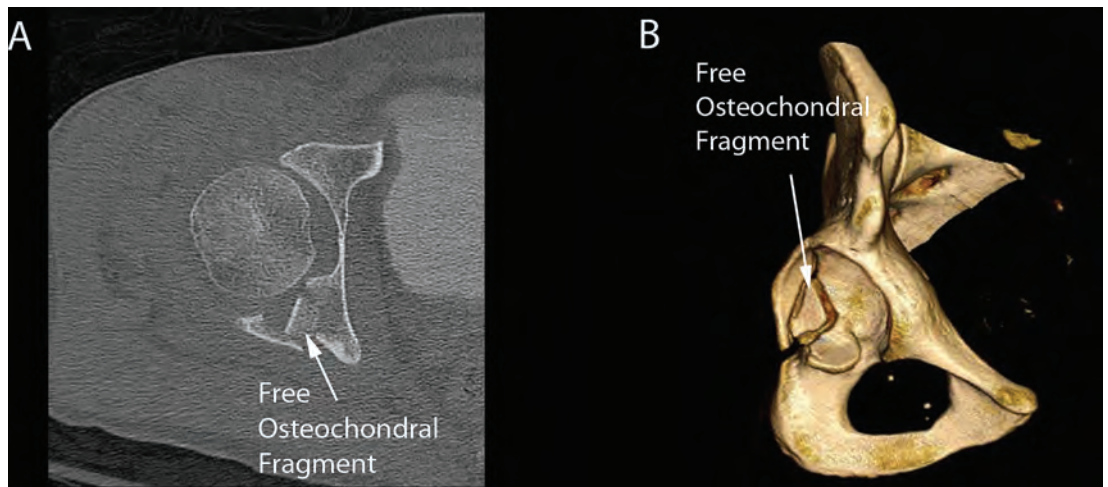 A
Free
Osteochondral
Fragment
B
Free
Osteochondral
Fragment